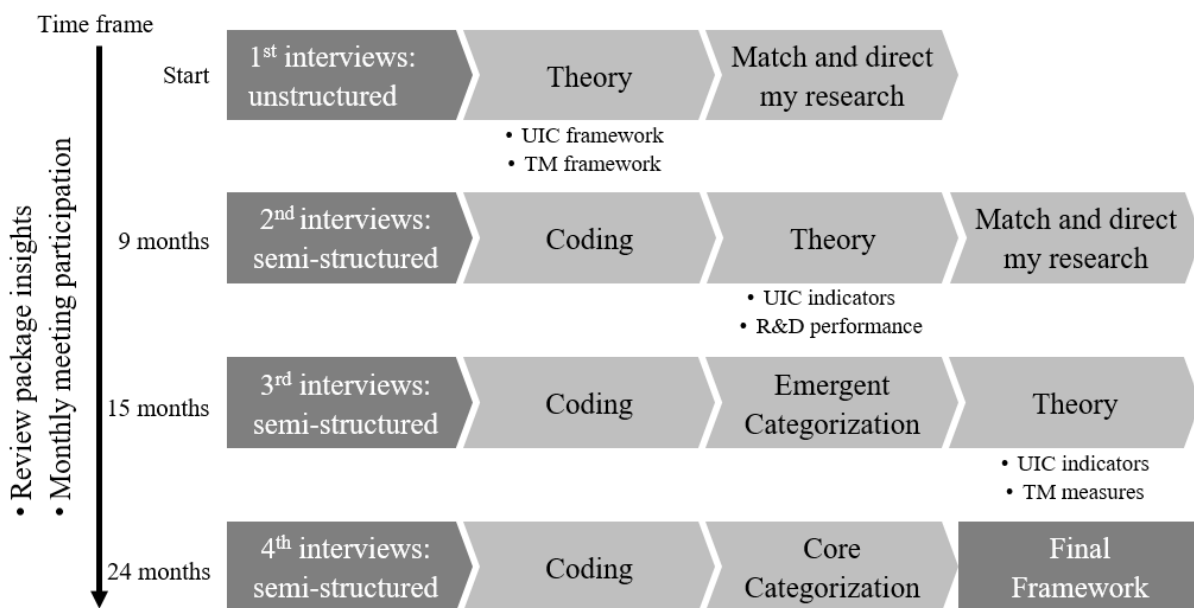 Time frame
Start
1st interviews:
unstructured
Theory
Match and direct
my research
• UIC framework
• TM framework
9 months
2nd interviews:
semi-structured
Coding
Theory
Match and direct
my research
• UIC indicators
• R&D performance
15 months
3rd interviews:
semi-structured
Coding
Emergent
Categorization
Theory
• UIC indicators
• TM measures
24 months
4th interviews:
semi-structured
Coding
Core
Categorization
Final
Framework
• Review package insights
• Monthly meeting participation